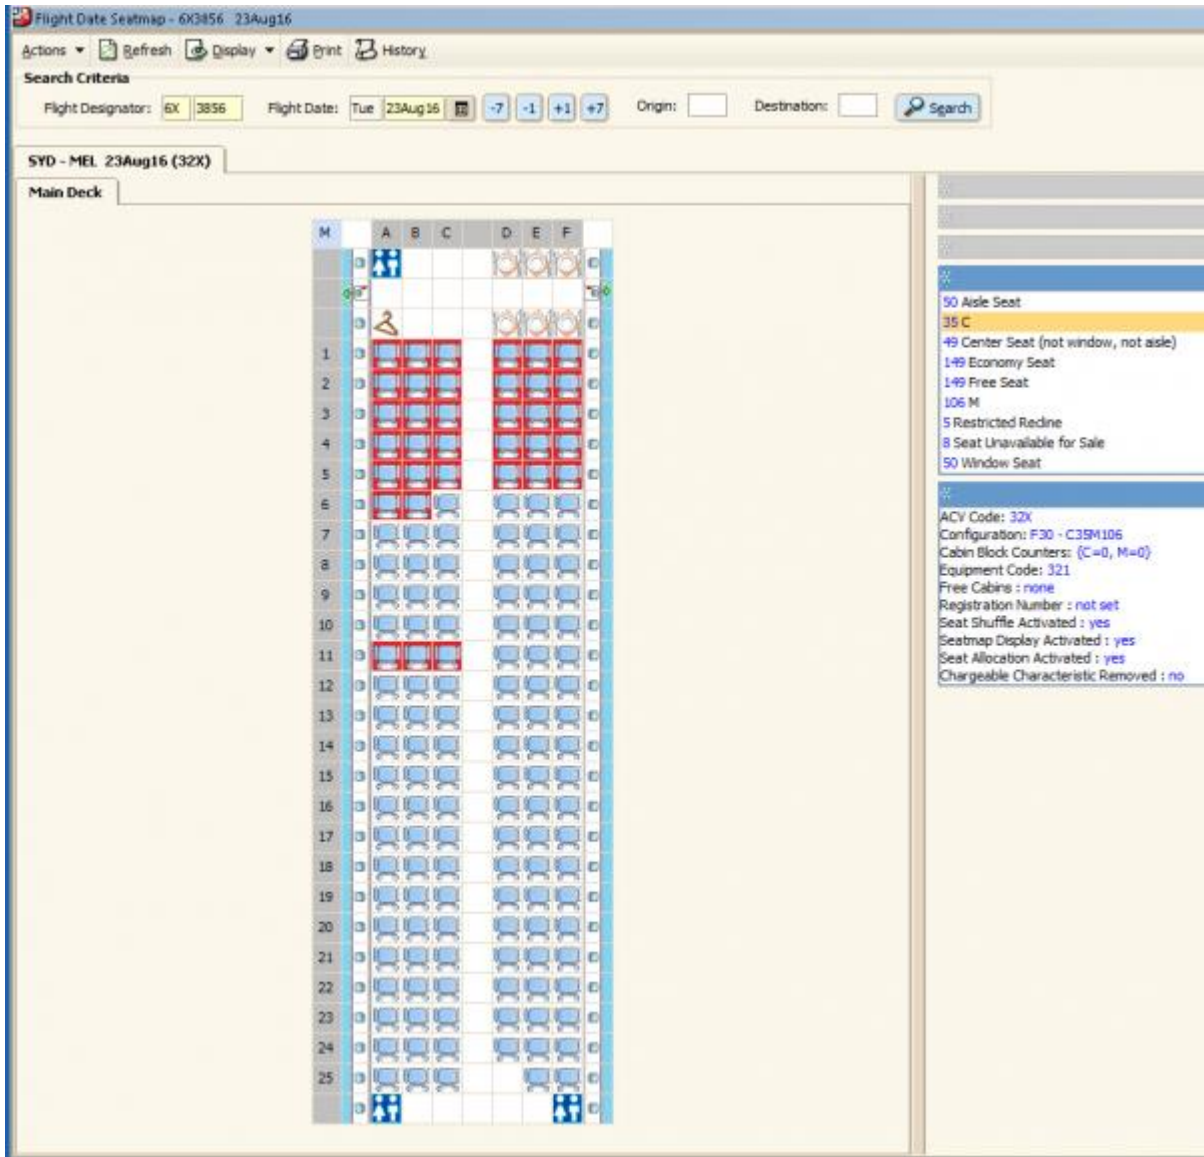 Flight Date Seatmap - 6X3856 23Aug16
Actions Refresh Display Print History
Search Criteria
Flight Designator: 6X 3856 Flight Date: Tue 23Aug16 -7 -1 +1 +7 Origin: Destination: Search
SYD - MEL 23Aug16 (32X)
Main Deck
M A B C D E F
1
2
3
4
5
6
7
8
9
10
11
12
13
14
15
16
17
18
19
20
21
22
23
24
25
50 Aisle Seat
35 C
49 Center Seat (not window, not aisle)
149 Economy Seat
149 Free Seat
106 M
5 Restricted Recline
8 Seat Unavailable for Sale
50 Window Seat
ACV Code: 32X
Configuration: F30 - C35M106
Cabin Block Counters: {C=0, M=0}
Equipment Code: 321
Free Cabins : none
Registration Number : not set
Seat Shuffle Activated : yes
Seatmap Display Activated : yes
Seat Allocation Activated : yes
Chargeable Characteristic Removed : no